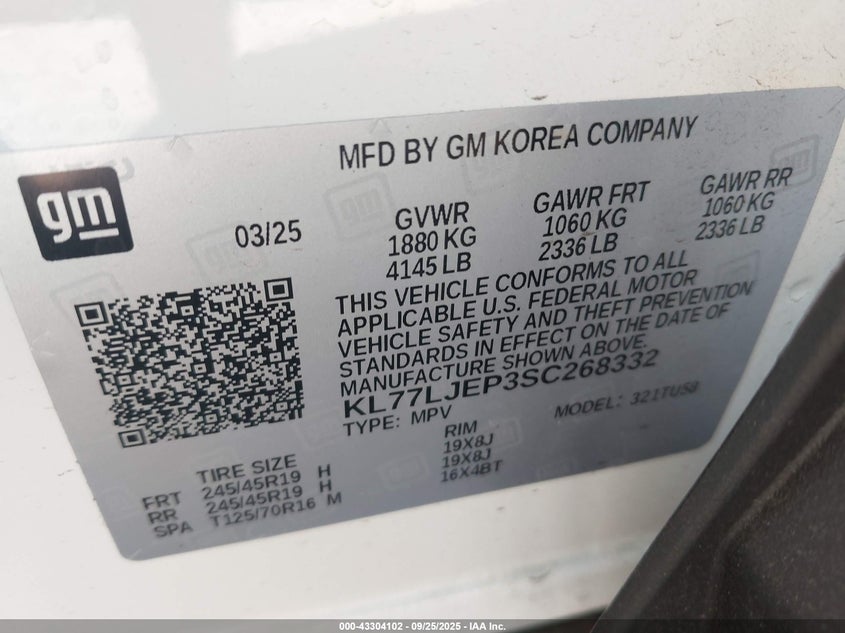 MFD BY GM KOREA COMPANY
gm
03/25
GVWR
1880 KG
4145 LB
GAWR FRT
1060 KG
2336 LB
GAWR RR
1060 KG
2336 LB
THIS VEHICLE CONFORMS TO ALL
APPLICABLE U.S. FEDERAL MOTOR
VEHICLE SAFETY AND THEFT PREVENTION
STANDARDS IN EFFECT ON THE DATE OF
MANUFACTURE SHOWN ABOVE.
KL77LJEP3SC268332
TYPE: MPV
MODEL: 321TU58
TIRE SIZE
RIM
FRT 245/45R19 H 19X8J
RR 245/45R19 H 19X8J
SPA T125/70R16 M 16X4BT
000-43304102 - 09/25/2025 - IAA Inc.